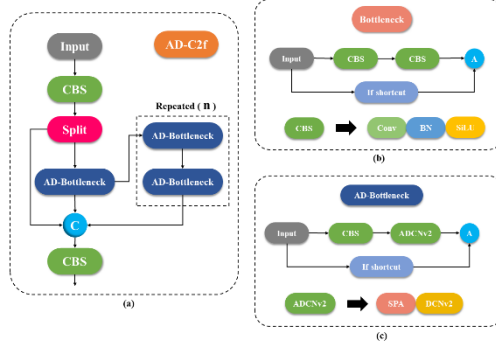 Input
AD-C2f
CBS
Repeated ( n )
Split
AD-Bottleneck
AD-Bottleneck
AD-Bottleneck
C
CBS
(a)
Bottleneck
Input
CBS
CBS
A
If shortcut
CBS
Conv
BN
SiLU
(b)
AD-Bottleneck
Input
CBS
ADCNv2
A
If shortcut
ADCNv2
SPA
DCNv2
(c)